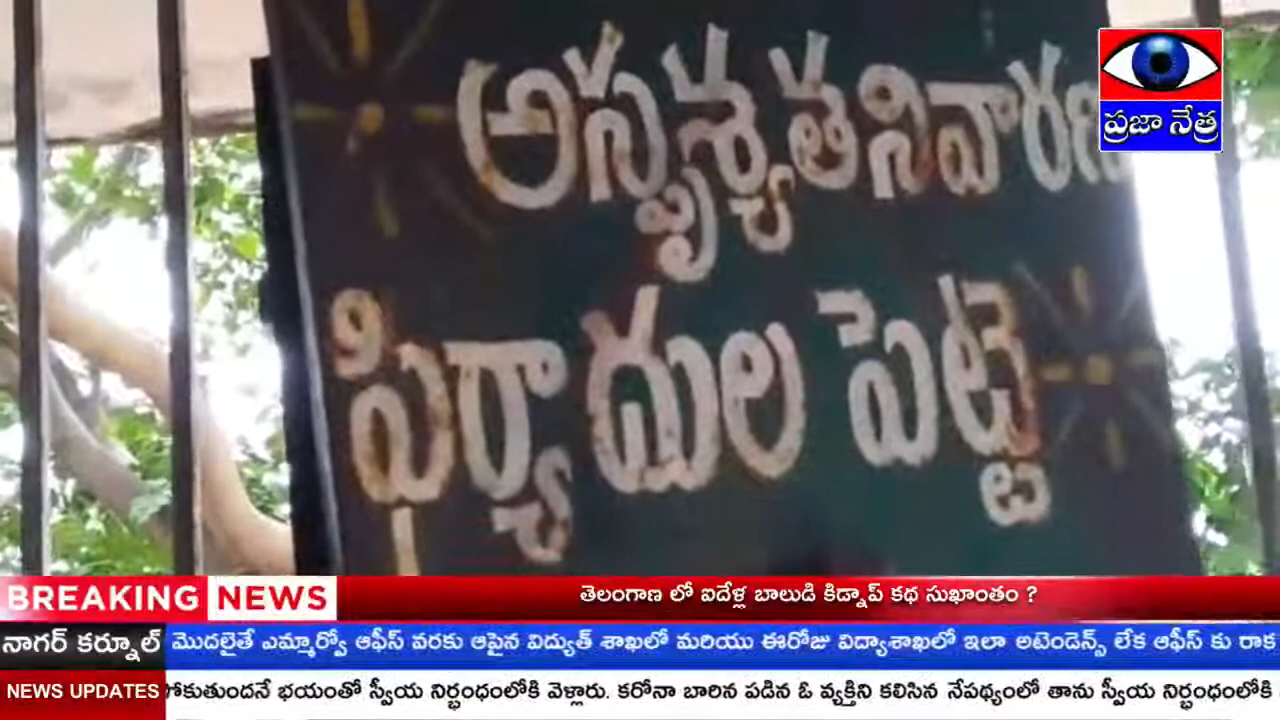 అస్పృశ్యత నివారణ
ప్రజా నేత్ర
ఫిర్యాదుల పెట్టె
BREAKING NEWS
తెలంగాణ లో ఐదేళ్ల బాలుడి కిడ్నాప్ కథ సుఖాంతం ?
నాగర్ కర్నూల్ మొదలైతే ఎమ్మార్వో ఆఫీస్ వరకు ఆపైన విద్యుత్ శాఖలో మరియు ఈరోజు విద్యాశాఖలో ఇలా అటెండెన్స్ లేక ఆఫీస్ కు రాక
NEWS UPDATES సోకుతుందనే భయంతో స్వీయ నిర్బంధంలోకి వెళ్లారు. కరోనా బారిన పడిన ఓ వ్యక్తిని కలిసిన నేపథ్యంలో తాను స్వీయ నిర్బంధంలోకి